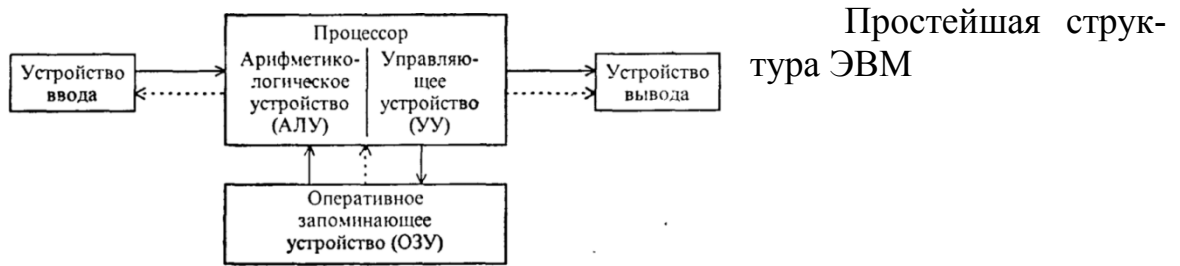 Простейшая струк-
тура ЭВМ
Процессор
Арифметико-
логическое
устройство
(АЛУ)
Управляю-
щее
устройство
(УУ)
Устройство
ввода
Устройство
вывода
Оперативное
запоминающее
устройство (ОЗУ)